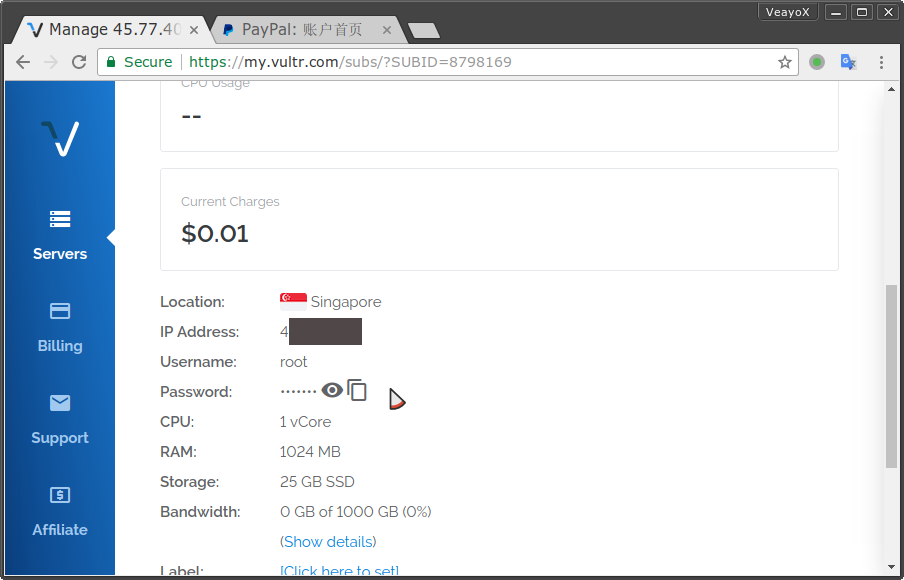 VeayoX
Manage 45.77.40
PayPal: 账户首页
Secure https://my.vultr.com/subs/?SUBID=8798169
CPU Usage
--
Current Charges
$0.01
Servers
Billing
Support
Affiliate
Location: Singapore
IP Address: 4
Username: root
Password: •••••••
CPU: 1 vCore
RAM: 1024 MB
Storage: 25 GB SSD
Bandwidth: 0 GB of 1000 GB (0%)
(Show details)
Label: [Click here to set]